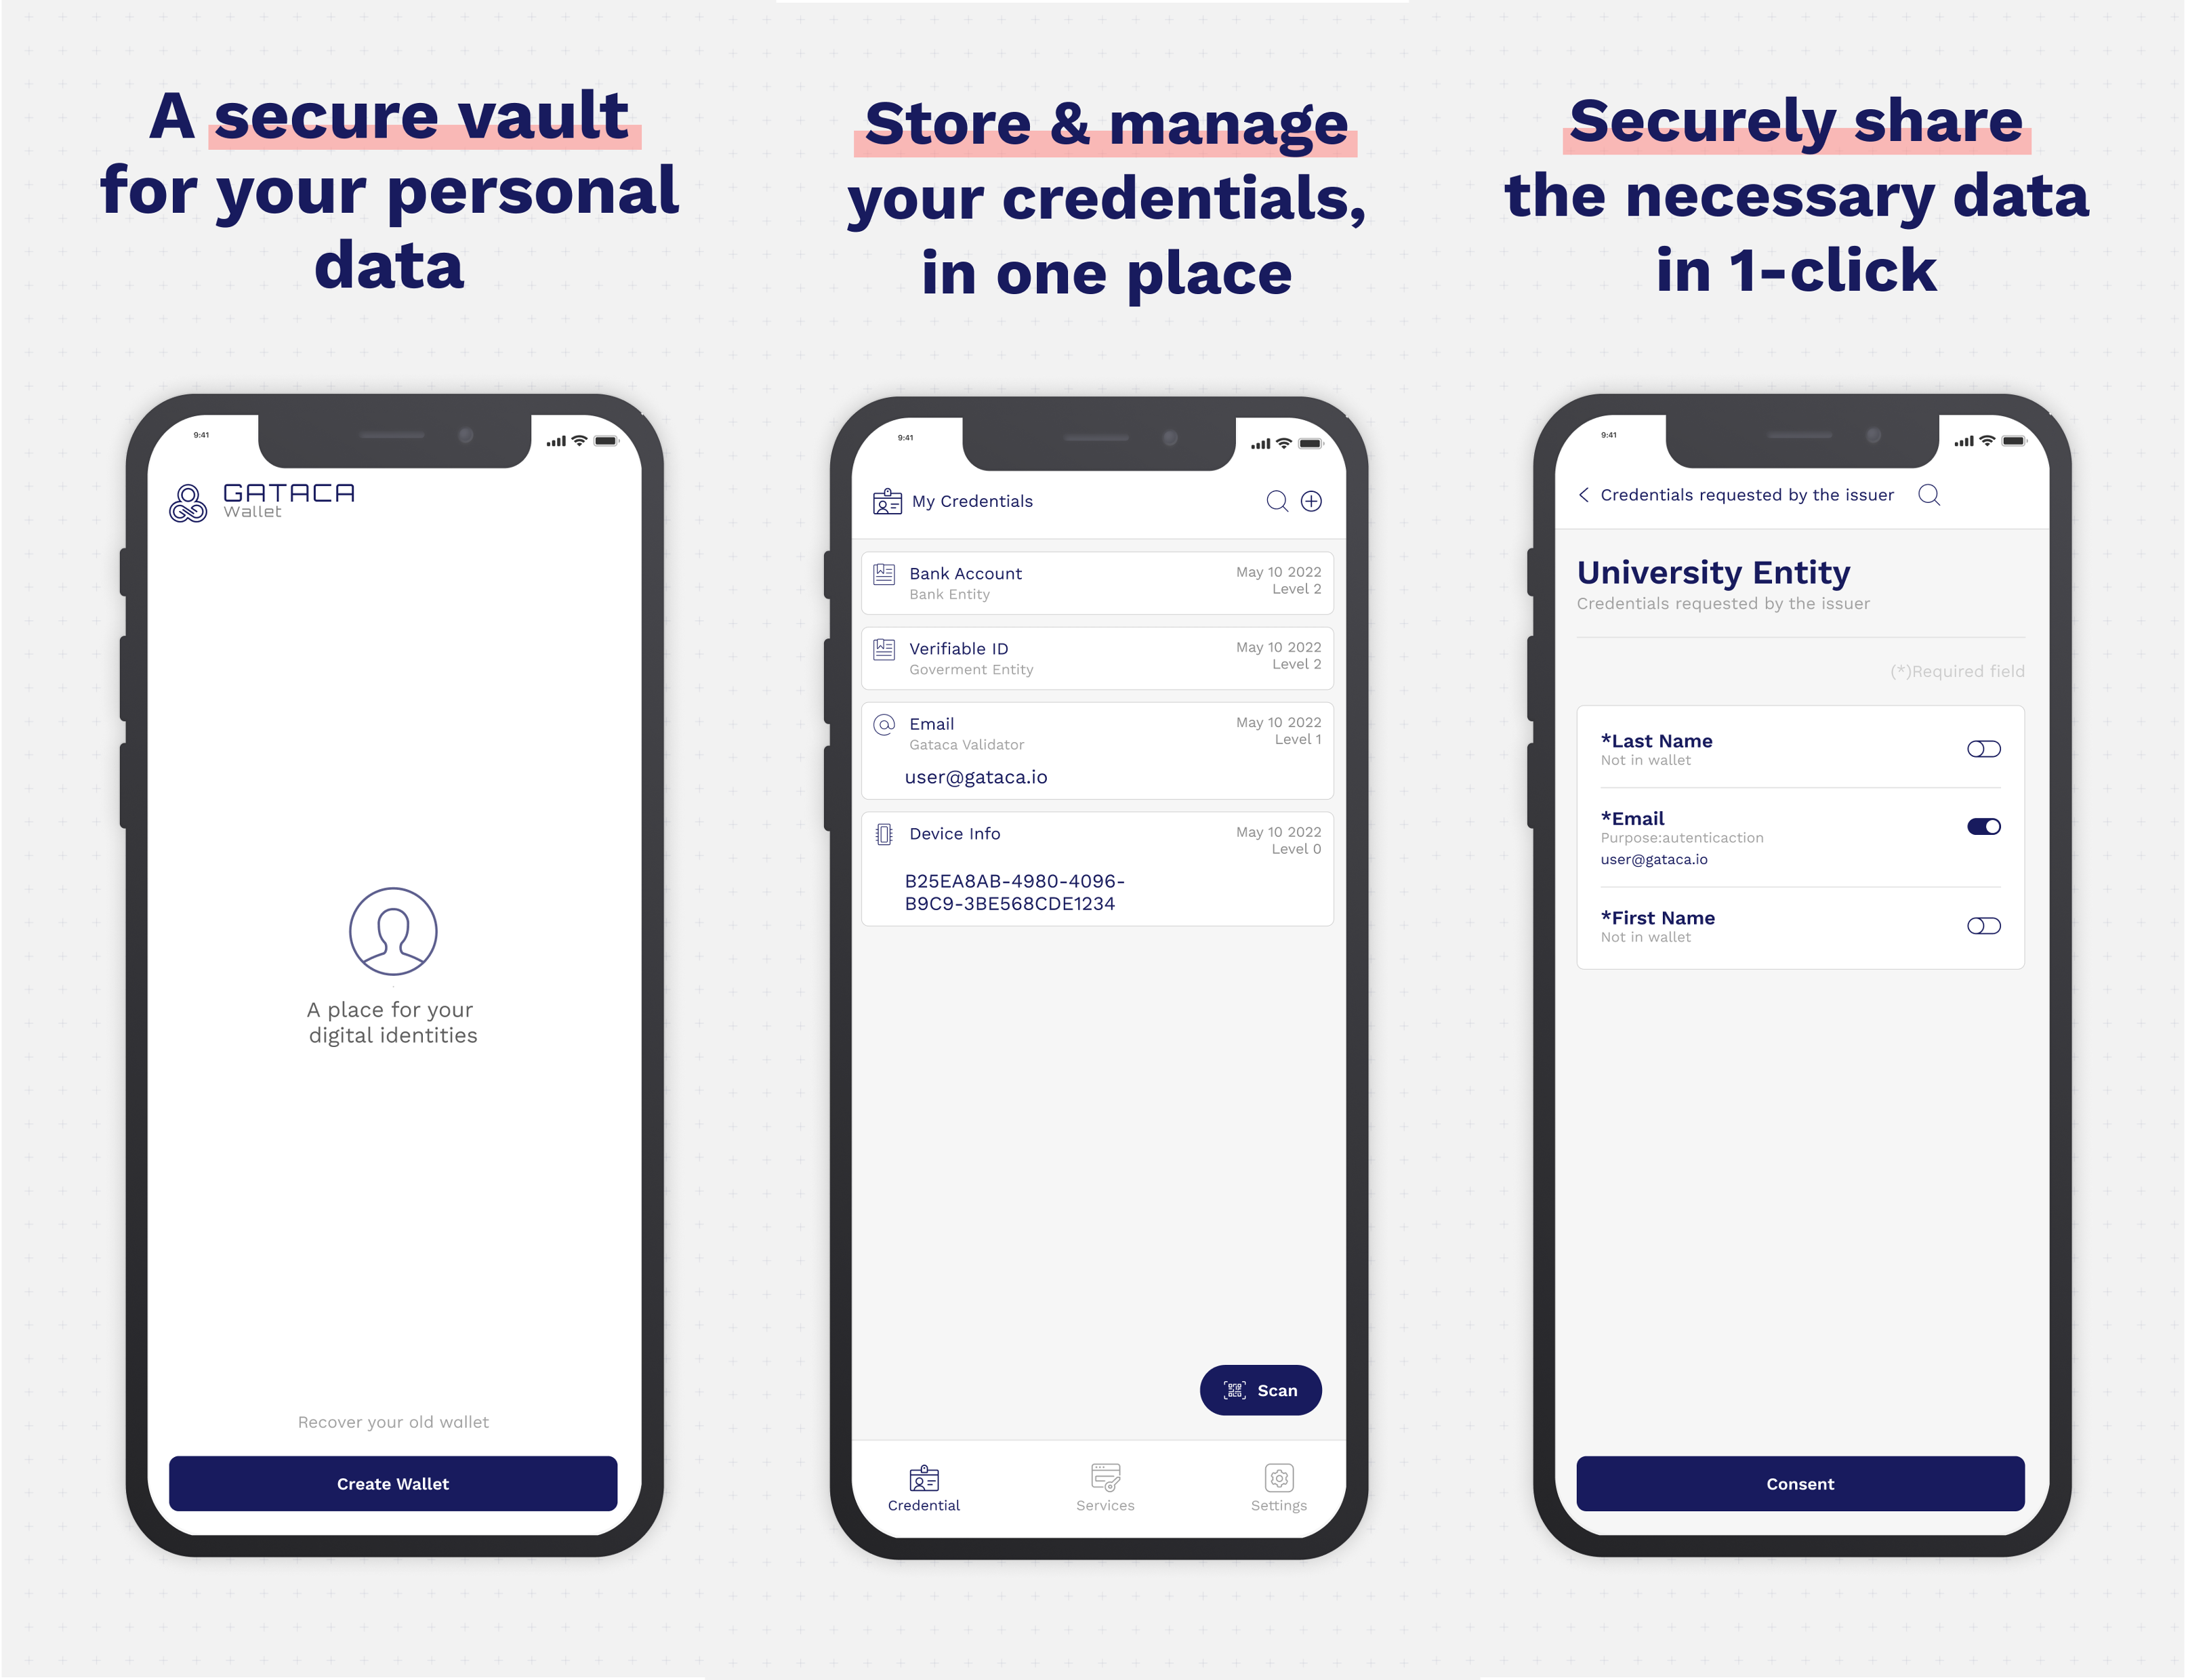 A secure vault
for your personal
data
9:41
GATACA
Wallet
A place for your
digital identities
Recover your old wallet
Create Wallet
Store & manage
your credentials,
in one place
9:41
My Credentials
Bank Account
Bank Entity
May 10 2022
Level 2
Verifiable ID
Goverment Entity
May 10 2022
Level 2
Email
Gataca Validator
May 10 2022
Level 1
user@gataca.io
Device Info
May 10 2022
Level 0
B25EA8AB-4980-4096-
B9C9-3BE568CDE1234
Scan
Credential
Services
Settings
Securely share
the necessary data
in 1-click
9:41
Credentials requested by the issuer
University Entity
Credentials requested by the issuer
(*)Required field
*Last Name
Not in wallet
*Email
Purpose:autenticaction
user@gataca.io
*First Name
Not in wallet
Consent